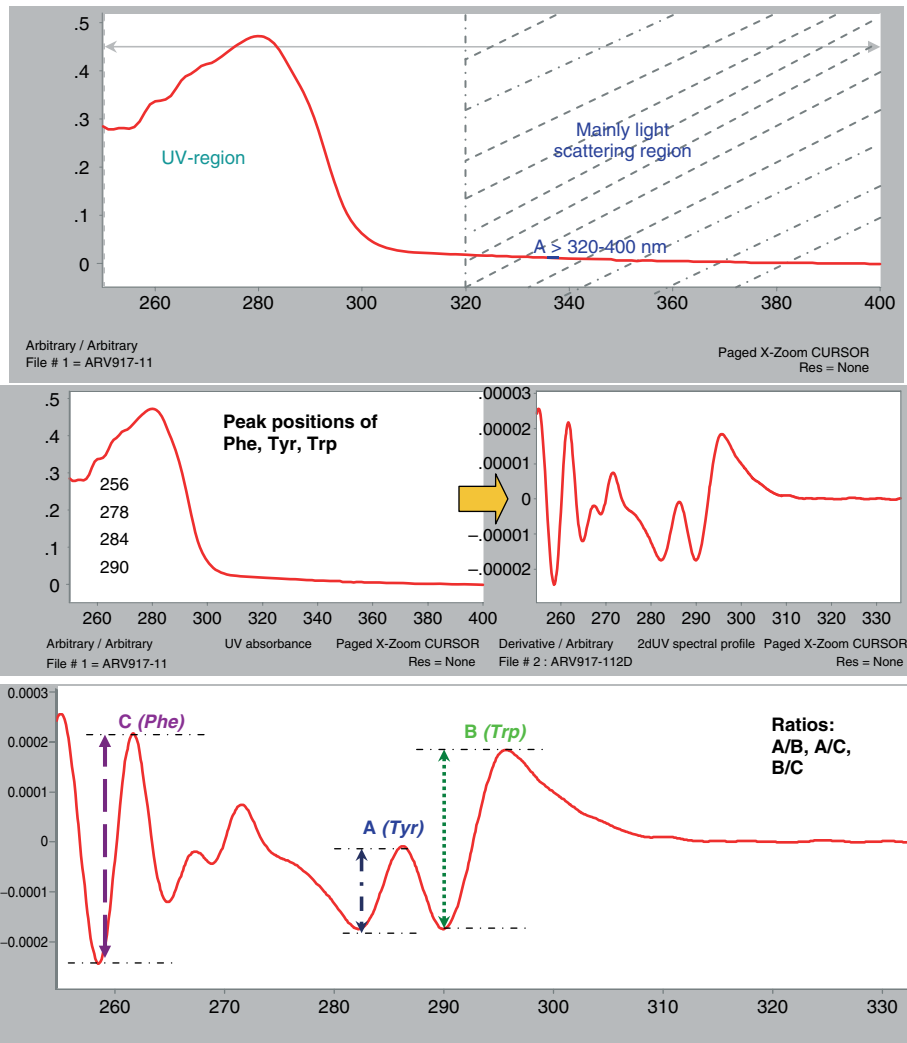 .5
.4
.3
.2
.1
0
UV-region
Mainly light
scattering region
A > 320-400 nm
260 280 300 320 340 360 380 400
Arbitrary / Arbitrary
File # 1 = ARV917-11
Paged X-Zoom CURSOR
Res = None
.5
.4
.3
.2
.1
0
Peak positions of
Phe, Tyr, Trp
256
278
284
290
250 260 280 300 320 340 360 380 400
Arbitrary / Arbitrary UV absorbance Paged X-Zoom CURSOR
File # 1 = ARV917-11 Res = None
.00003
.00002
.00001
0
−.00001
−.00002
260 270 280 290 300 310 320 330
Derivative / Arbitrary 2dUV spectral profile Paged X-Zoom CURSOR
File # 2 : ARV917-112D Res = None
0.0003
0.0002
0.0001
0
−0.0001
−0.0002
C (Phe)
A (Tyr)
B (Trp)
Ratios:
A/B, A/C,
B/C
260 270 280 290 300 310 320 330